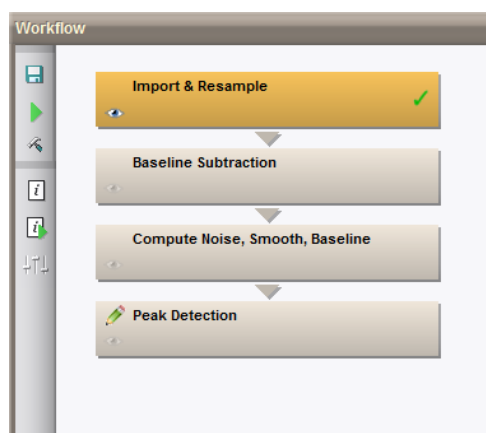 Workflow
Import & Resample
Baseline Subtraction
Compute Noise, Smooth, Baseline
Peak Detection